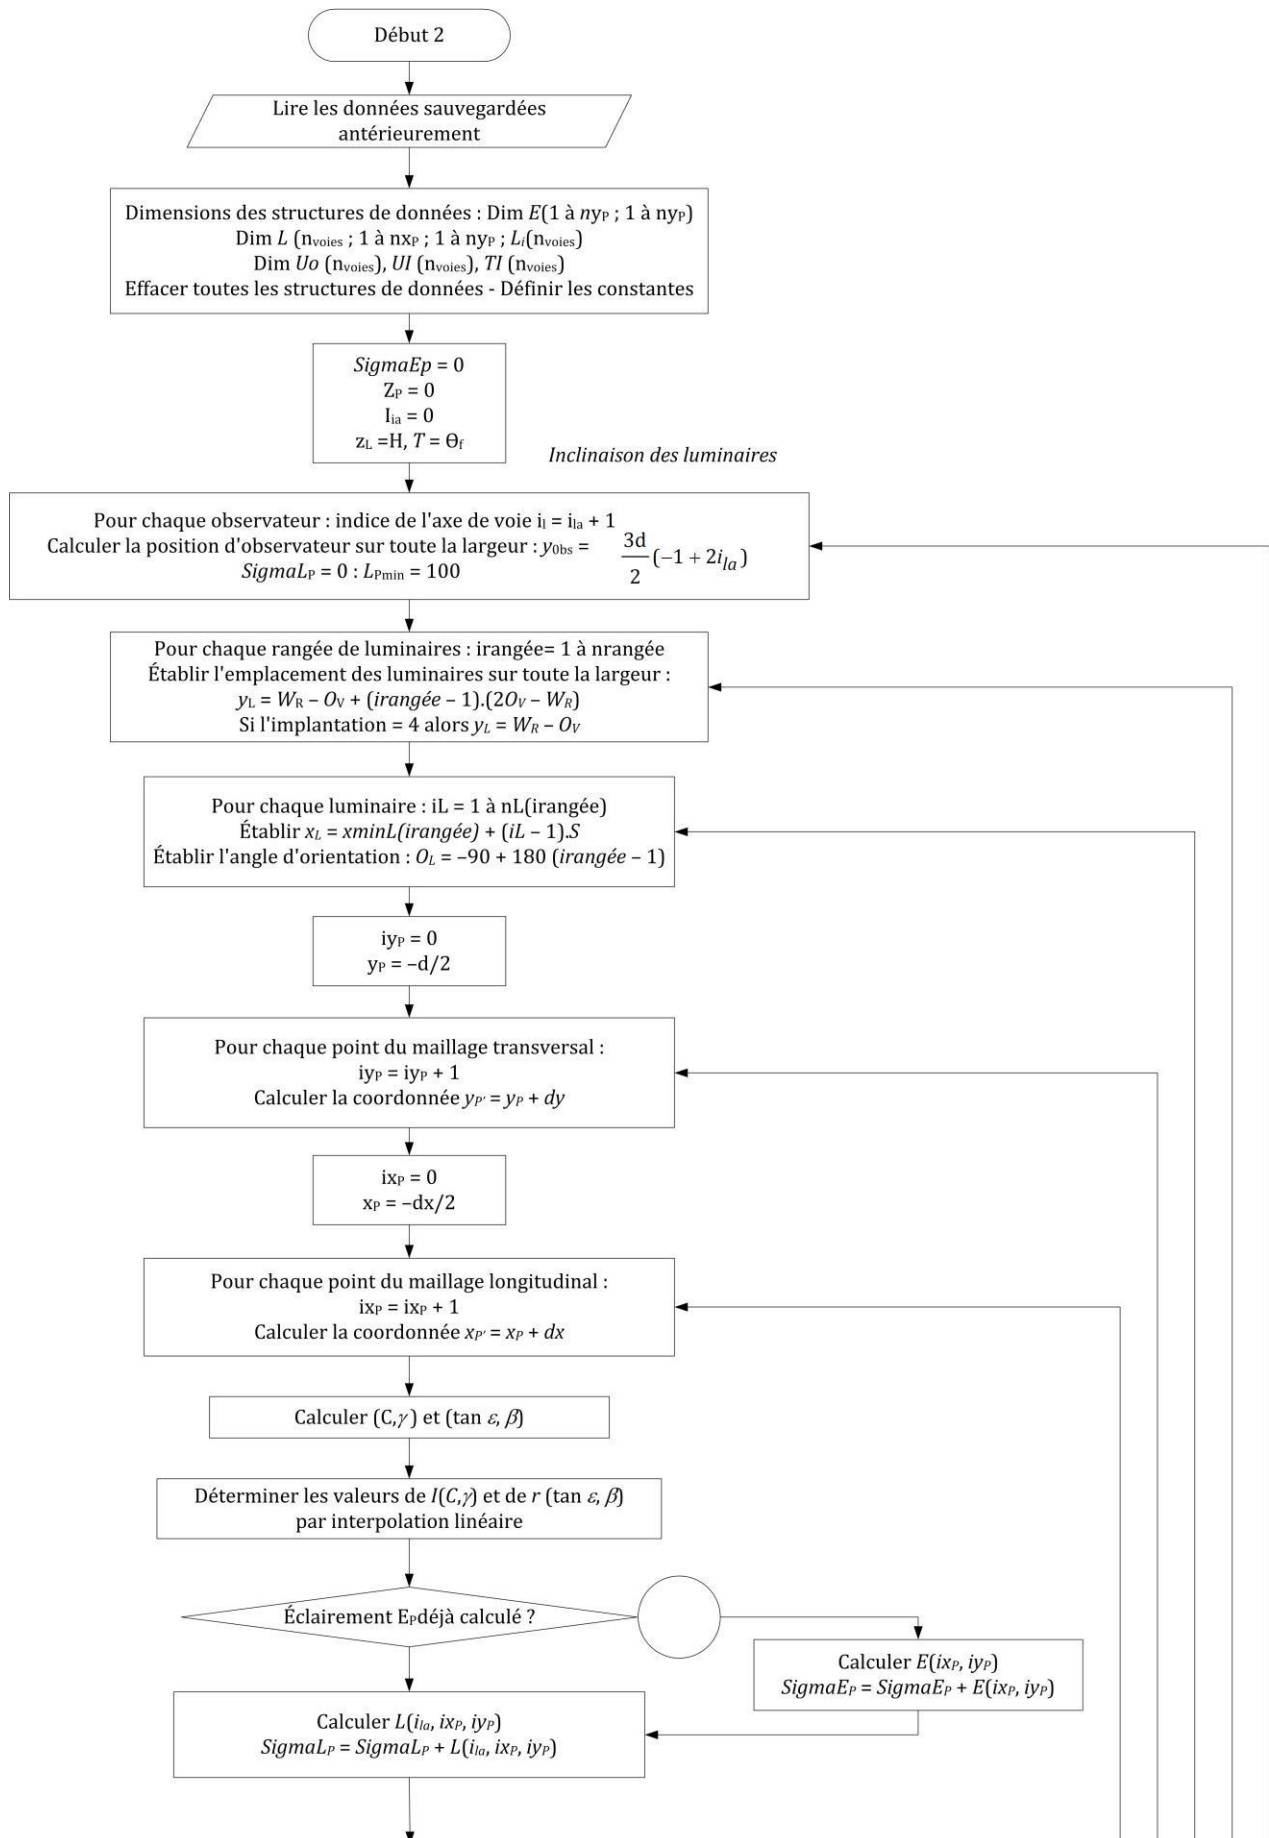 Début 2
Lire les données sauvegardées
antérieurement
Dimensions des structures de données : Dim E(1 à nyP ; 1 à nyP)
Dim L (nvoies ; 1 à nxP ; 1 à nyP ; Li(nvoies)
Dim Uo (nvoies), UI (nvoies), TI (nvoies)
Effacer toutes les structures de données - Définir les constantes
SigmaEp = 0
ZP = 0
Iia = 0
zL =H, T = Θf
Inclinaison des luminaires
Pour chaque observateur : indice de l'axe de voie il = ila + 1
Calculer la position d'observateur sur toute la largeur : y0bs = 3d/2 (−1 + 2ila)
SigmaLP = 0 : LPmin = 100
Pour chaque rangée de luminaires : irangée= 1 à nrangée
Établir l'emplacement des luminaires sur toute la largeur :
yL = WR – OV + (irangée – 1).(2OV – WR)
Si l'implantation = 4 alors yL = WR – OV
Pour chaque luminaire : iL = 1 à nL(irangée)
Établir xL = xminL(irangée) + (iL – 1).S
Établir l'angle d'orientation : OL = –90 + 180 (irangée – 1)
iyP = 0
yP = –d/2
Pour chaque point du maillage transversal :
iyP = iyP + 1
Calculer la coordonnée yP' = yP + dy
ixP = 0
xP = –dx/2
Pour chaque point du maillage longitudinal :
ixP = ixP + 1
Calculer la coordonnée xP' = xP + dx
Calculer (C,γ) et (tan ε, β)
Déterminer les valeurs de I(C,γ) et de r (tan ε, β)
par interpolation linéaire
Éclairement EPdéjà calculé ?
Calculer E(ixP, iyP)
SigmaEP = SigmaEP + E(ixP, iyP)
Calculer L(ila, ixP, iyP)
SigmaLP = SigmaLP + L(ila, ixP, iyP)